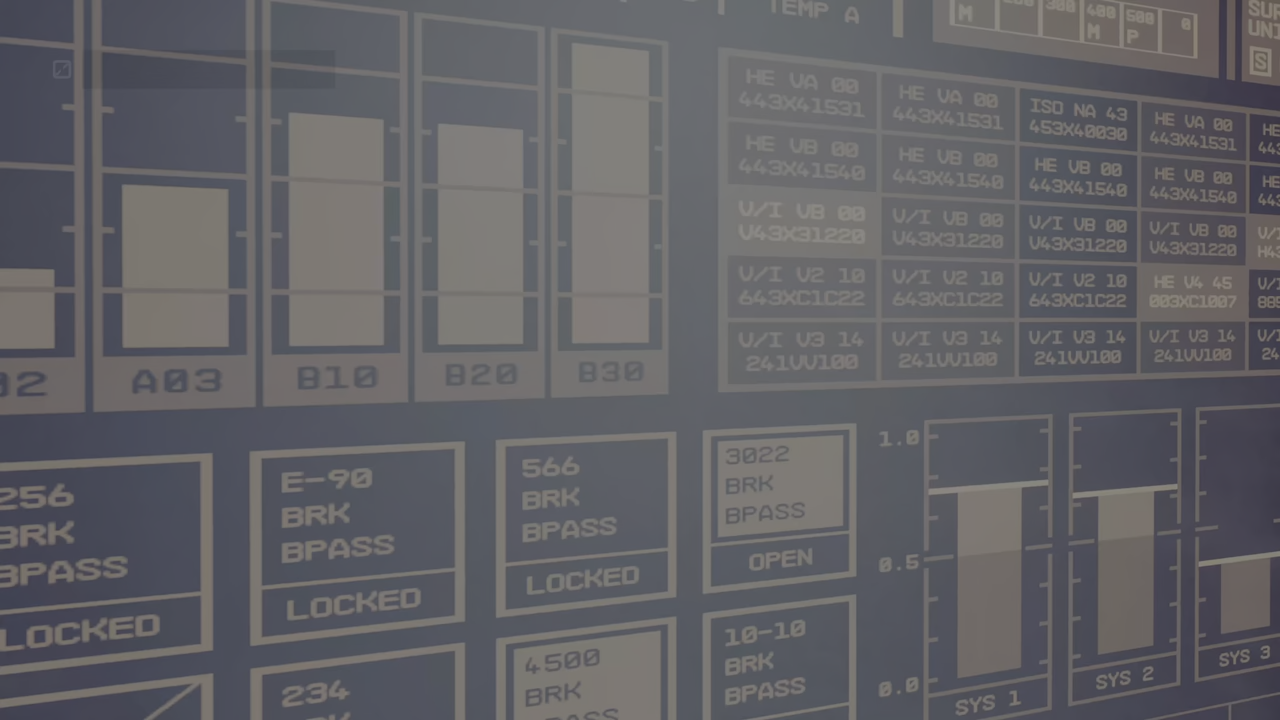 TEMP A
M
300
400
M
500
P
0
UNI
S
HE VA 00
443X41531
HE VA 00
443X41531
ISO NA 43
453X40030
HE VA 00
443X41531
HE VB 00
443X41540
HE VB 00
443X41540
HE VB 00
443X41540
HE VB 00
443X41540
V/I VB 00
V43X31220
V/I VB 00
V43X31220
V/I VB 00
V43X31220
V/I VB 00
V43X31220
V/I V2 10
643XC1C22
V/I V2 10
643XC1C22
V/I V2 10
643XC1C22
HE V4 45
003XC1007
V/I V3 14
241VV100
V/I V3 14
241VV100
V/I V3 14
241VV100
V/I V3 14
241VV100
02
A03
B10
B20
B30
256
BRK
BPASS
LOCKED
E-90
BRK
BPASS
LOCKED
566
BRK
BPASS
LOCKED
3022
BRK
BPASS
OPEN
1.0
0.5
0.0
SYS 1
SYS 2
SYS 3
234
4500
BRK
10-10
BRK
BPASS